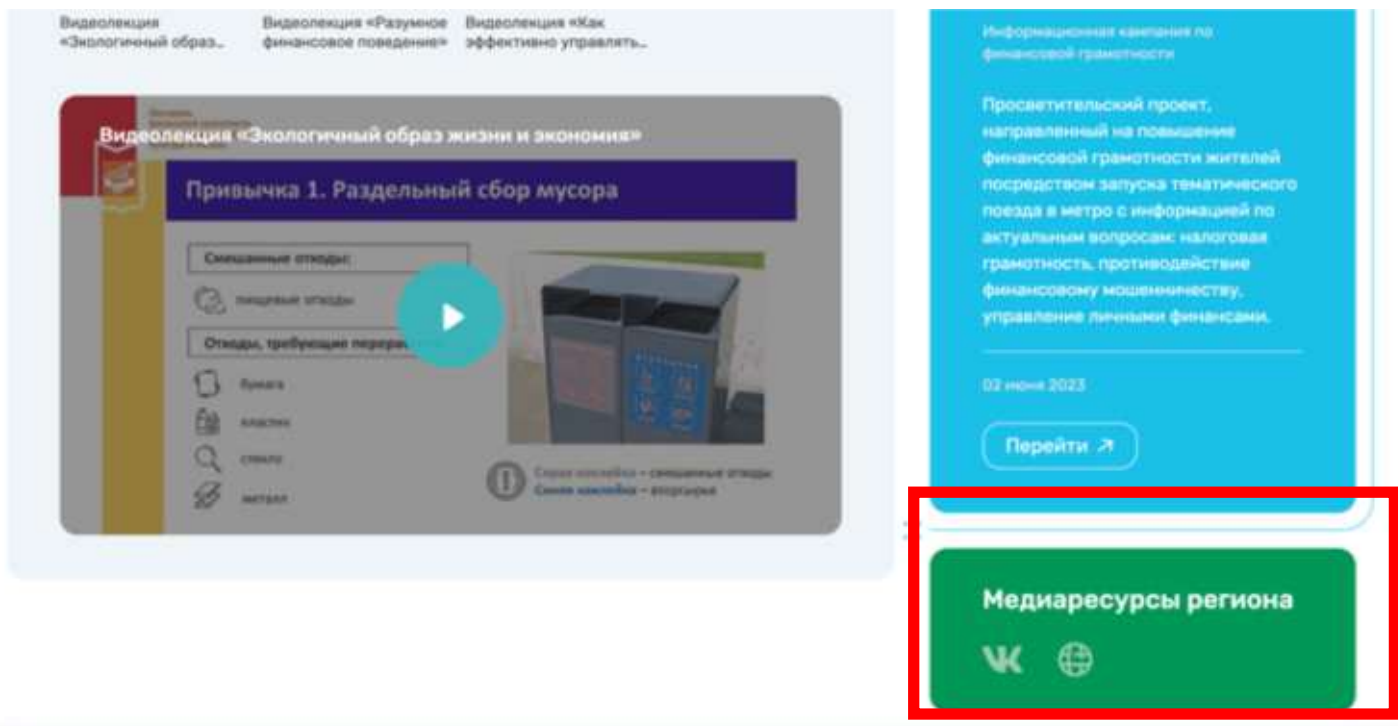 Видеолекция
«Экологичный образ...
Видеолекция «Разумное
финансовое поведение»
Видеолекция «Как
эффективно управлять...
Видеолекция «Экологичный образ жизни и экономия»
Привычка 1. Раздельный сбор мусора
Смешанные отходы:
пищевые отходы
Отходы, требующие
бумага
пластик
стекло
металл
Серая наклейка – смешанные отходы
Синяя наклейка – вторсырье
Информационная кампания по
финансовой грамотности
Просветительский проект,
направленный на повышение
финансовой грамотности жителей
посредством запуска тематического
поезда в метро с информацией по
актуальным вопросам: налоговая
грамотность, противодействие
финансовому мошенничеству,
управление личными финансами.
02 июня 2023
Перейти
Медиаресурсы региона